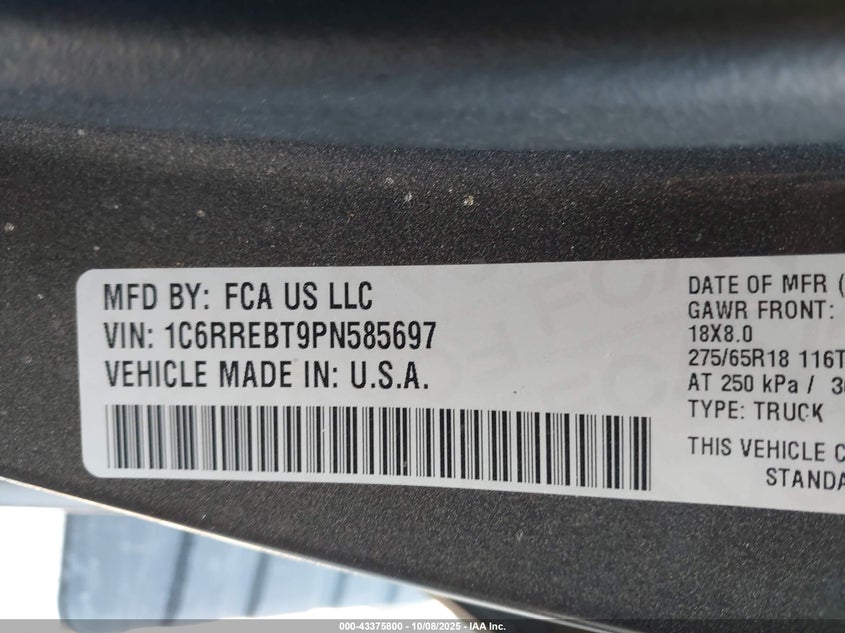 MFD BY: FCA US LLC
VIN: 1C6RREBT9PN585697
VEHICLE MADE IN: U.S.A.
DATE OF MFR (
GAWR FRONT:
18X8.0
275/65R18 116T
AT 250 kPa / 3
TYPE: TRUCK
THIS VEHICLE C
STANDA
000-43375800 - 10/08/2025 - IAA Inc.